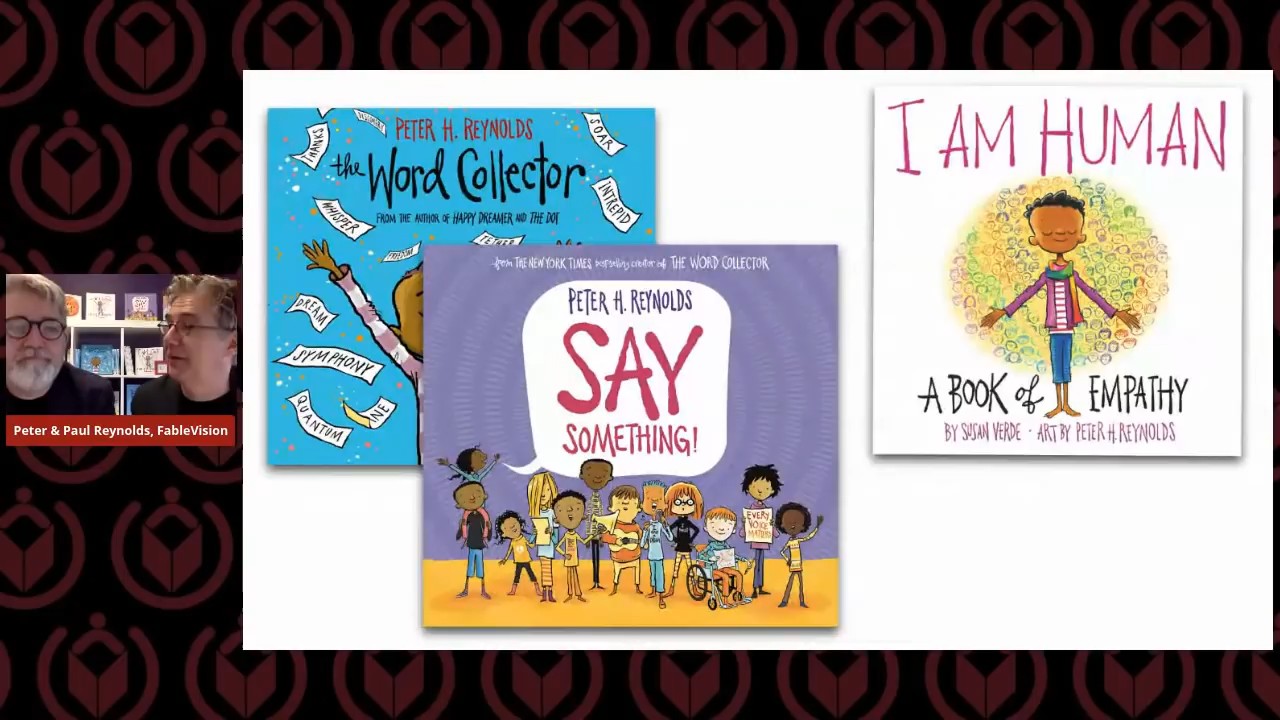 Peter & Paul Reynolds, FableVision
THANKS
PETER H. REYNOLDS
SOAR
the Word Collector
INTREPID
FROM THE AUTHOR OF HAPPY DREAMER AND THE DOT
WHISPER
FREEDOM
DREAM
SYMPHONY
QUANTUM
from THE NEW YORK TIMES bestselling creator of THE WORD COLLECTOR
PETER H. REYNOLDS
SAY
SOMETHING!
EVERY
VOICE
MATTERS
I AM HUMAN
A BOOK of EMPATHY
BY SUSAN VERDE · ART BY PETER H. REYNOLDS